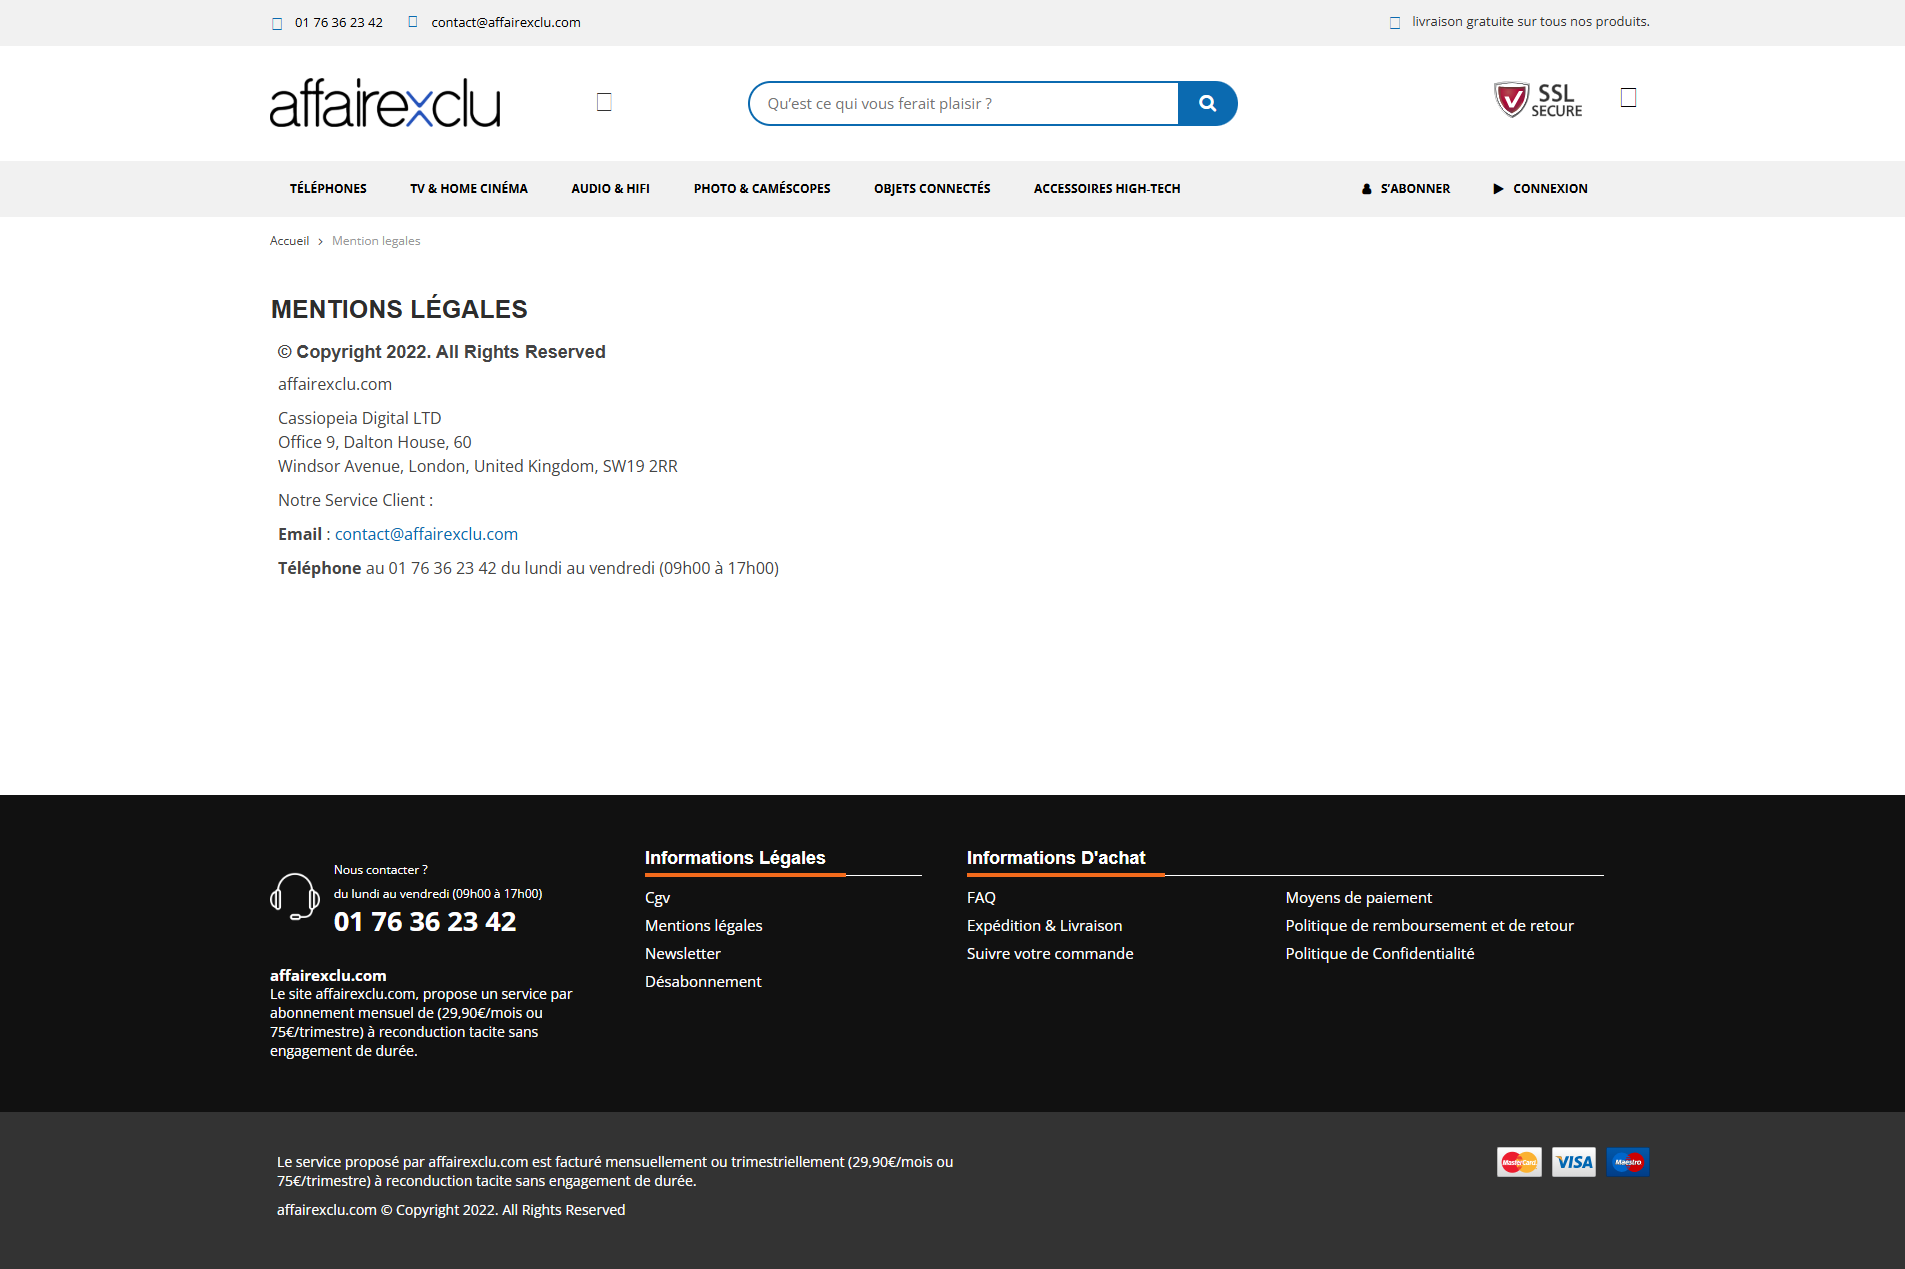 01 76 36 23 42
contact@affairexclu.com
livraison gratuite sur tous nos produits.
affairexclu
Qu’est ce qui vous ferait plaisir ?
SSL
SECURE
TÉLÉPHONES
TV & HOME CINÉMA
AUDIO & HIFI
PHOTO & CAMÉSCOPES
OBJETS CONNECTÉS
ACCESSOIRES HIGH-TECH
S’ABONNER
CONNEXION
Accueil > Mention legales
MENTIONS LÉGALES
© Copyright 2022. All Rights Reserved
affairexclu.com
Cassiopeia Digital LTD
Office 9, Dalton House, 60
Windsor Avenue, London, United Kingdom, SW19 2RR
Notre Service Client :
Email : contact@affairexclu.com
Téléphone au 01 76 36 23 42 du lundi au vendredi (09h00 à 17h00)
Nous contacter ?
du lundi au vendredi (09h00 à 17h00)
01 76 36 23 42
affairexclu.com
Le site affairexclu.com, propose un service par
abonnement mensuel de (29,90€/mois ou
75€/trimestre) à reconduction tacite sans
engagement de durée.
Informations Légales
Cgv
Mentions légales
Newsletter
Désabonnement
Informations D'achat
FAQ
Expédition & Livraison
Suivre votre commande
Moyens de paiement
Politique de remboursement et de retour
Politique de Confidentialité
Le service proposé par affairexclu.com est facturé mensuellement ou trimestriellement (29,90€/mois ou
75€/trimestre) à reconduction tacite sans engagement de durée.
affairexclu.com © Copyright 2022. All Rights Reserved
MasterCard
VISA
Maestro